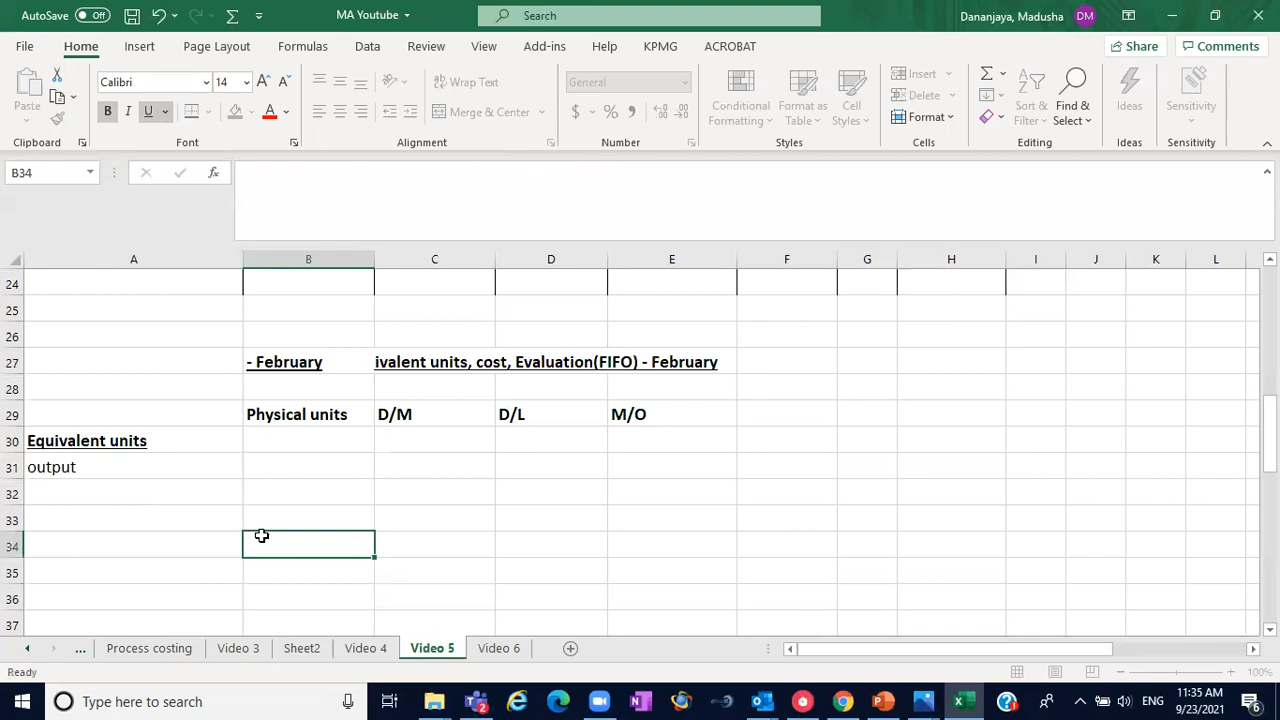 AutoSave Off
MA Youtube
Search
Dananjaya, Madusha DM
File Home Insert Page Layout Formulas Data Review View Add-ins Help KPMG ACROBAT Share Comments
Paste
Clipboard
Calibri 14
B I U
Font
Wrap Text
Merge & Center
Alignment
General
$ % ,
Number
Conditional Formatting
Format as Table
Cell Styles
Styles
Insert
Delete
Format
Cells
Sort & Filter
Find & Select
Editing
Ideas
Ideas
Sensitivity
Sensitivity
B34
fx
A B C D E F G H I J K L
24
25
26
27 - February ivalent units, cost, Evaluation(FIFO) - February
28
29 Physical units D/M D/L M/O
30 Equivalent units
31 output
32
33
34
35
36
37
... Process costing Video 3 Sheet2 Video 4 Video 5 Video 6
Ready
100%
Type here to search
ENG
11:35 AM
9/23/2021
6